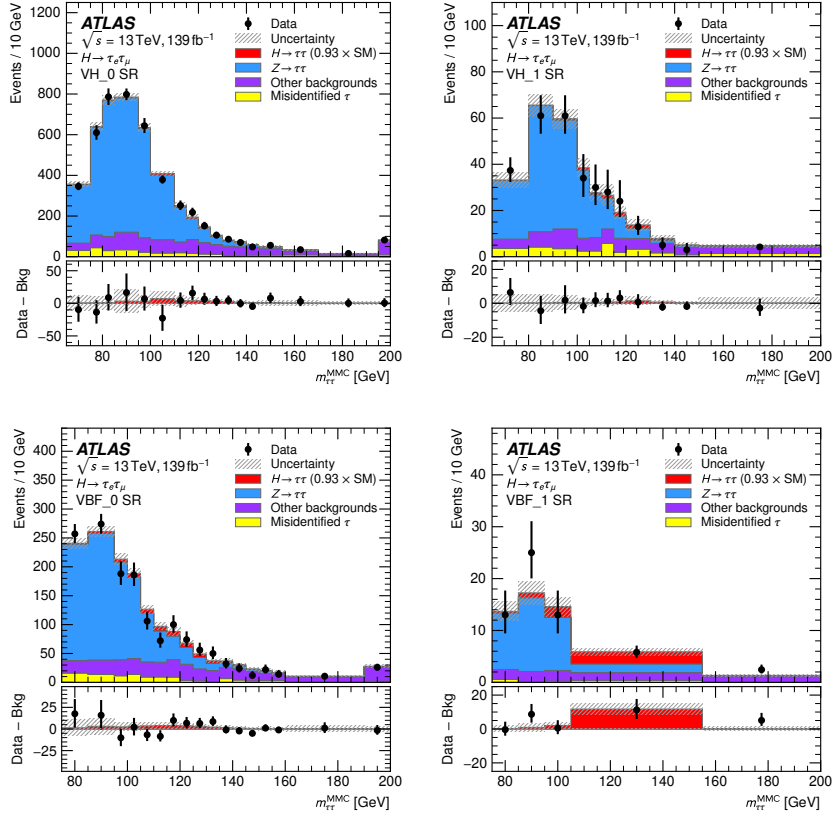 ATLAS
√s = 13 TeV, 139 fb⁻¹
H→τeτμ
VH_0 SR
Data
Uncertainty
H→ττ (0.93 × SM)
Z→ττ
Other backgrounds
Misidentified τ
Events / 10 GeV
0
200
400
600
800
1000
1200
Data − Bkg
−50
0
50
80 100 120 140 160 180 200
m_ττ^MMC [GeV]
ATLAS
√s = 13 TeV, 139 fb⁻¹
H→τeτμ
VH_1 SR
Data
Uncertainty
H→ττ (0.93 × SM)
Z→ττ
Other backgrounds
Misidentified τ
Events / 10 GeV
0
20
40
60
80
100
Data − Bkg
−20
0
20
80 100 120 140 160 180 200
m_ττ^MMC [GeV]
ATLAS
√s = 13 TeV, 139 fb⁻¹
H→τeτμ
VBF_0 SR
Data
Uncertainty
H→ττ (0.93 × SM)
Z→ττ
Other backgrounds
Misidentified τ
Events / 10 GeV
0
50
100
150
200
250
300
350
400
Data − Bkg
−25
0
25
80 100 120 140 160 180 200
m_ττ^MMC [GeV]
ATLAS
√s = 13 TeV, 139 fb⁻¹
H→τeτμ
VBF_1 SR
Data
Uncertainty
H→ττ (0.93 × SM)
Z→ττ
Other backgrounds
Misidentified τ
Events / 10 GeV
0
10
20
30
40
Data − Bkg
−20
0
20
80 100 120 140 160 180 200
m_ττ^MMC [GeV]